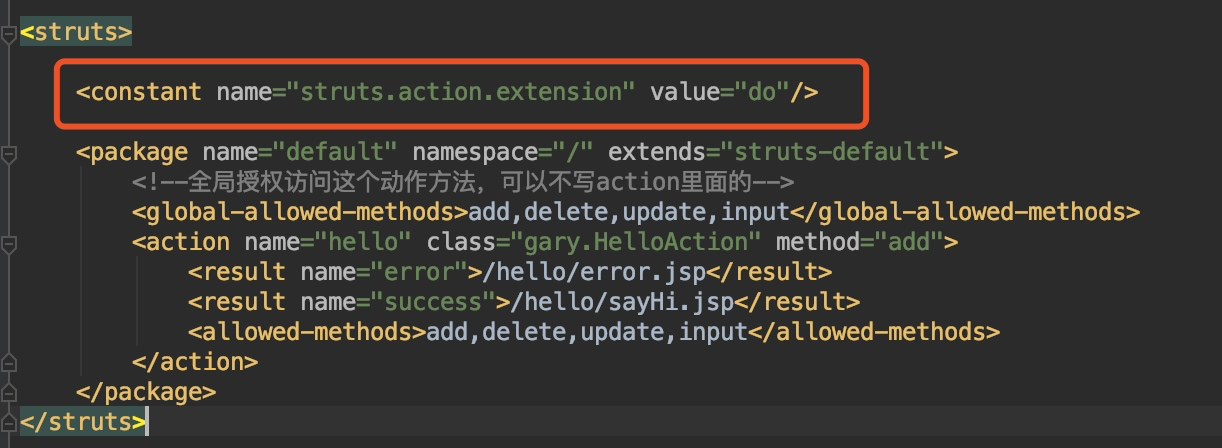 <struts>
<constant name="struts.action.extension" value="do"/>
<package name="default" namespace="/" extends="struts-default">
<!--全局授权访问这个动作方法，可以不写action里面的-->
<global-allowed-methods>add,delete,update,input</global-allowed-methods>
<action name="hello" class="gary.HelloAction" method="add">
<result name="error">/hello/error.jsp</result>
<result name="success">/hello/sayHi.jsp</result>
<allowed-methods>add,delete,update,input</allowed-methods>
</action>
</package>
</struts>